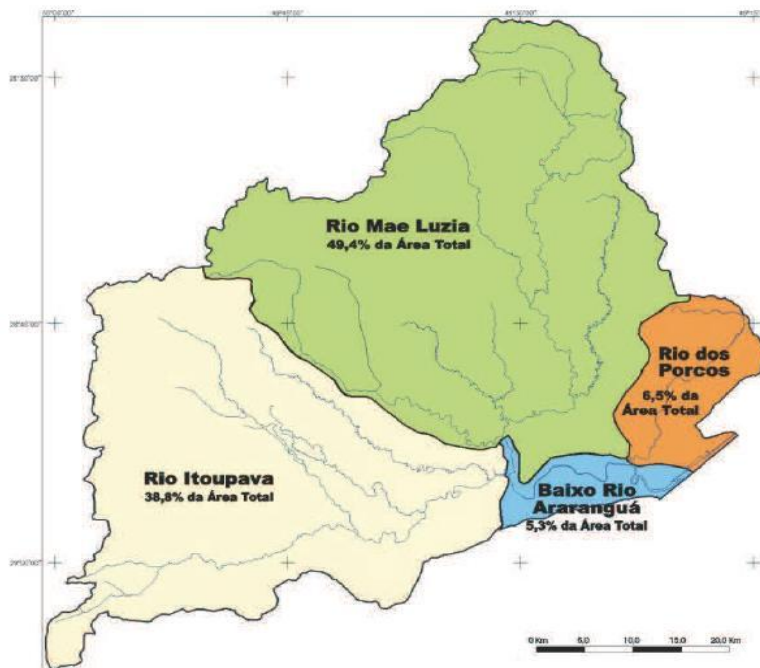 Rio Mae Luzia
49,4% da Área Total
Rio dos
Porcos
6,5% da
Área Total
Rio Itoupava
38,8% da Área Total
Baixo Rio
Araranguá
5,3% da Área Total
0 Km 5,0 10,0 15,0 20,0 Km